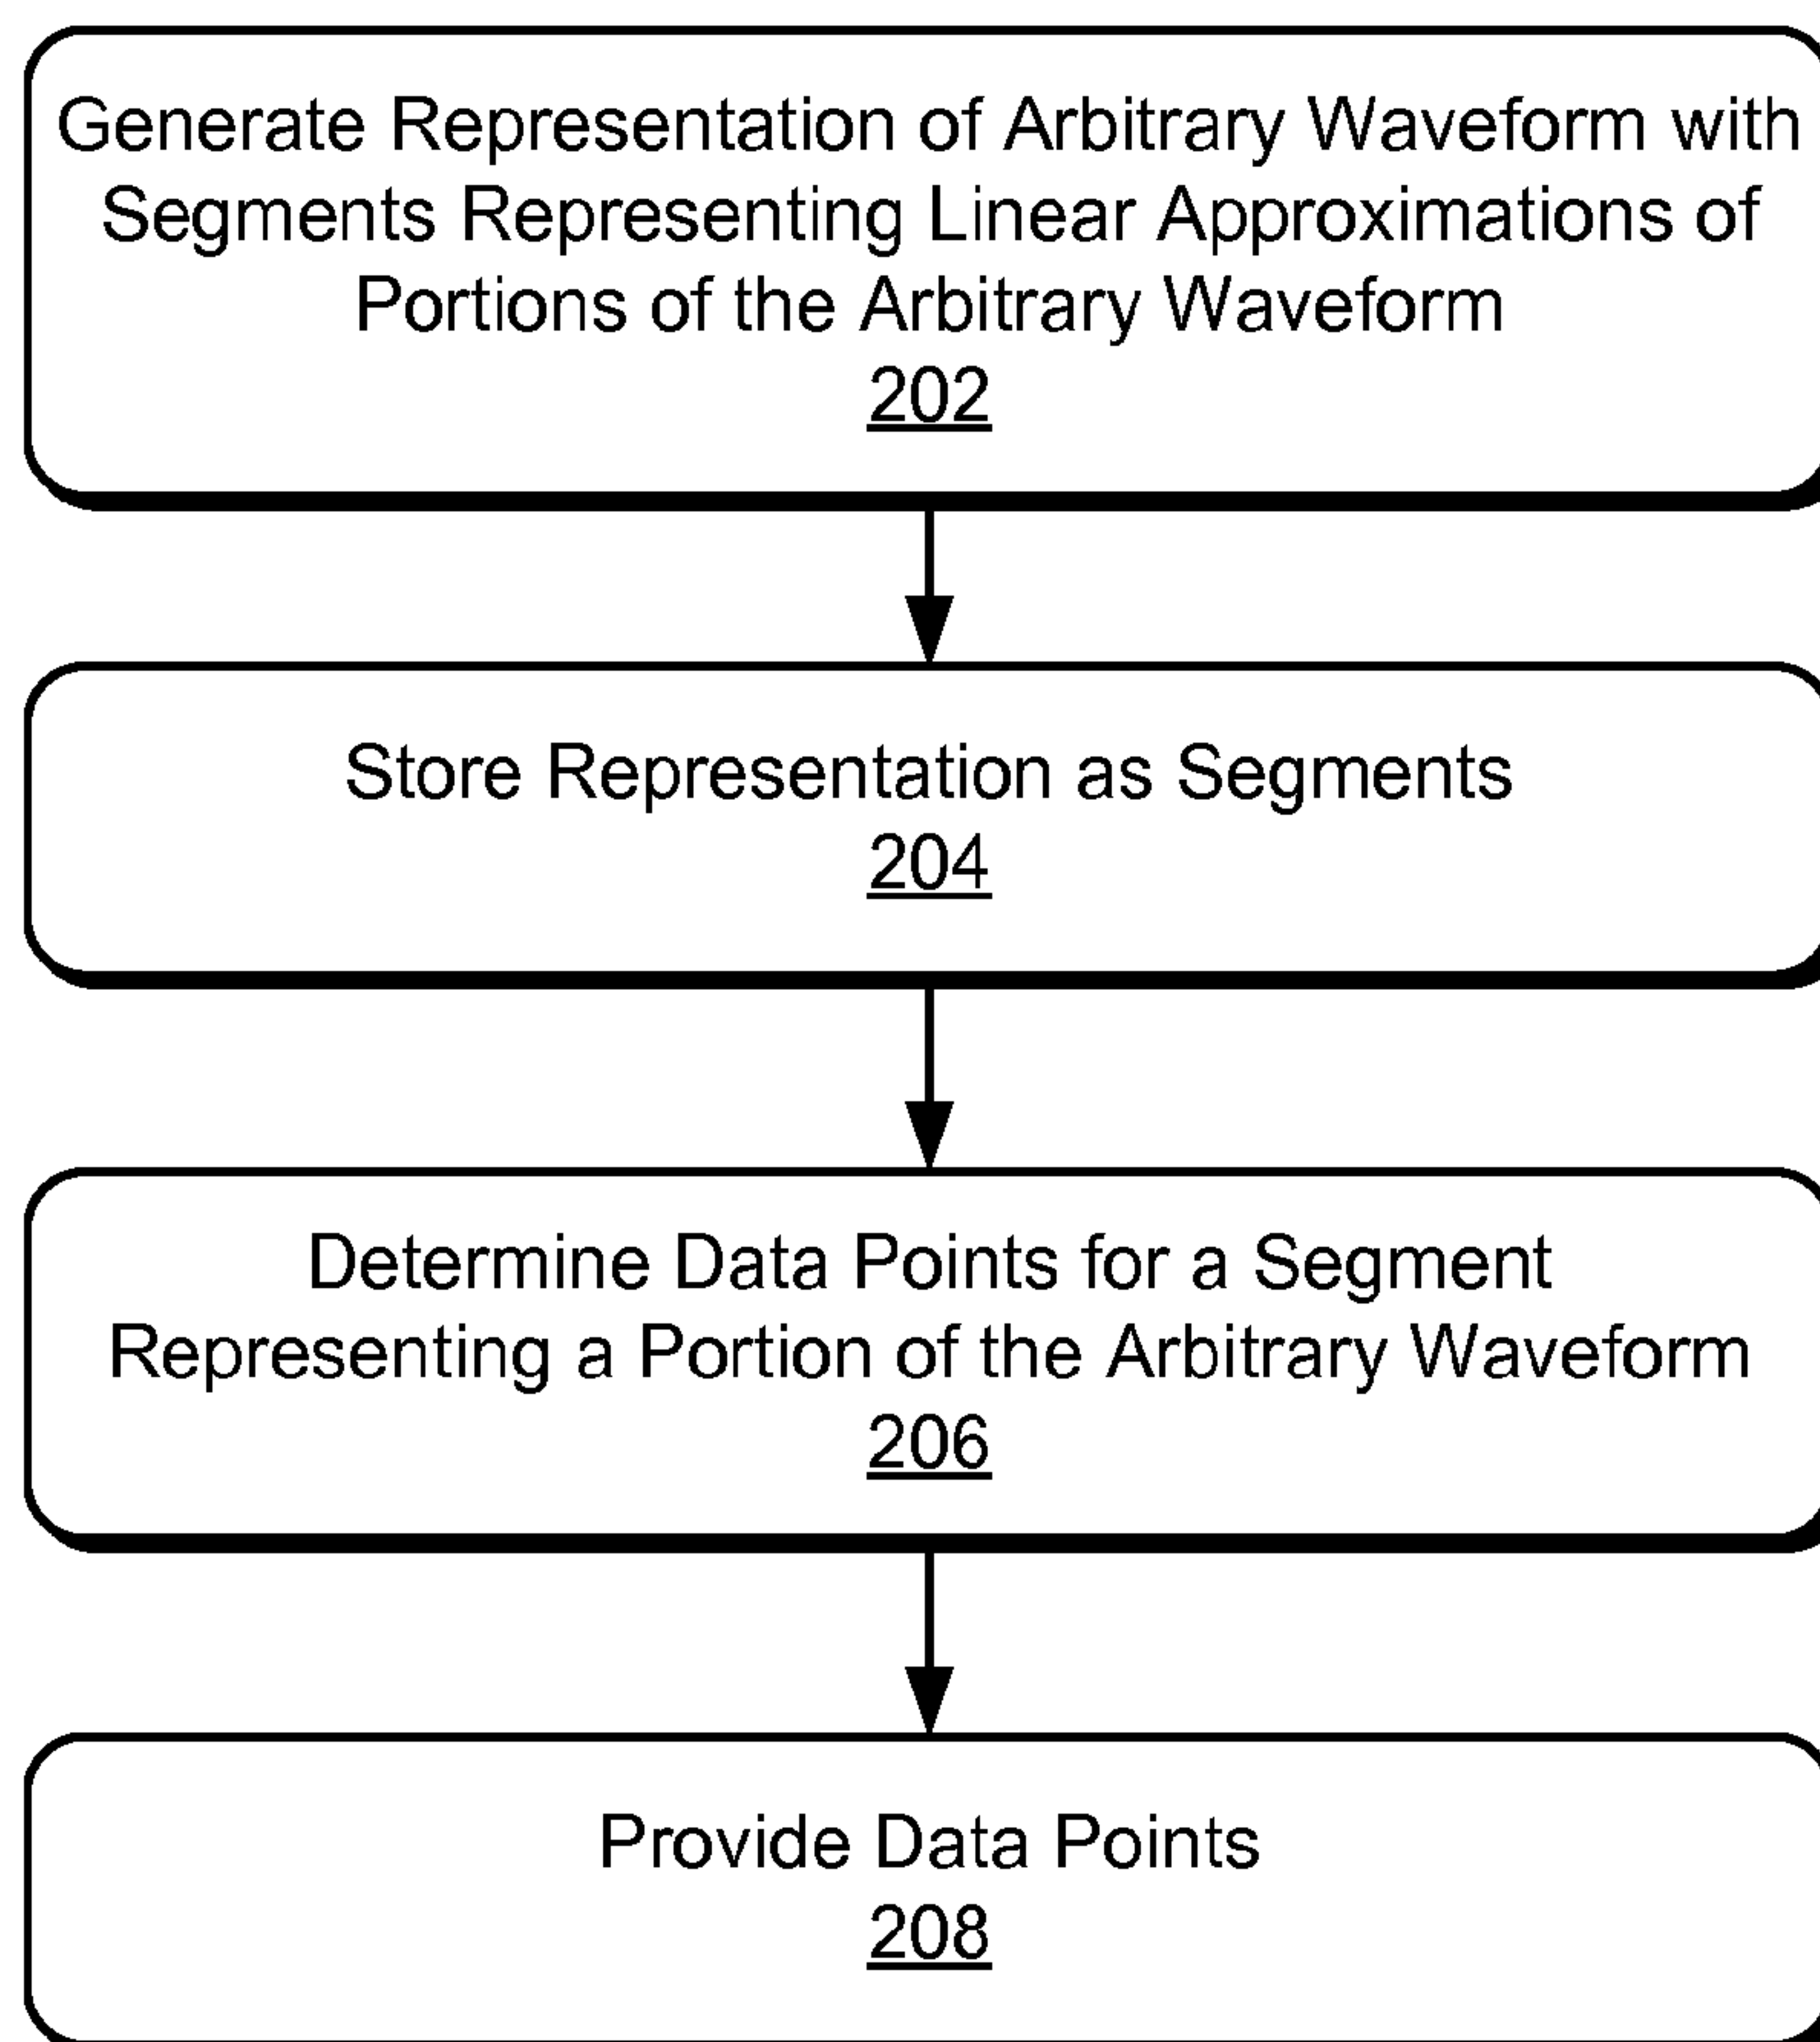 Generate Representation of Arbitrary Waveform with
Segments Representing Linear Approximations of
Portions of the Arbitrary Waveform
202
Store Representation as Segments
204
Determine Data Points for a Segment
Representing a Portion of the Arbitrary Waveform
206
Provide Data Points
208